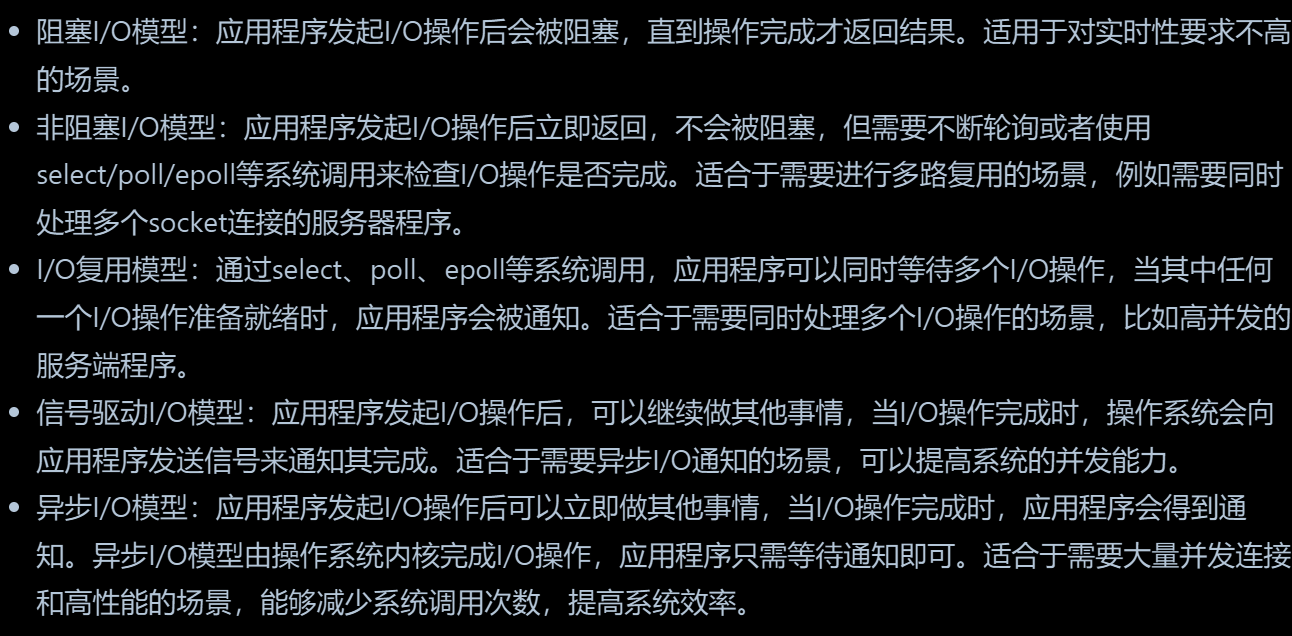 • 阻塞I/O模型：应用程序发起I/O操作后会被阻塞，直到操作完成才返回结果。适用于对实时性要求不高
的场景。
• 非阻塞I/O模型：应用程序发起I/O操作后立即返回，不会被阻塞，但需要不断轮询或者使用
select/poll/epoll等系统调用来检查I/O操作是否完成。适合于需要进行多路复用的场景，例如需要同时
处理多个socket连接的服务器程序。
• I/O复用模型：通过select、poll、epoll等系统调用，应用程序可以同时等待多个I/O操作，当其中任何
一个I/O操作准备就绪时，应用程序会被通知。适合于需要同时处理多个I/O操作的场景，比如高并发的
服务端程序。
• 信号驱动I/O模型：应用程序发起I/O操作后，可以继续做其他事情，当I/O操作完成时，操作系统会向
应用程序发送信号来通知其完成。适合于需要异步I/O通知的场景，可以提高系统的并发能力。
• 异步I/O模型：应用程序发起I/O操作后可以立即做其他事情，当I/O操作完成时，应用程序会得到通
知。异步I/O模型由操作系统内核完成I/O操作，应用程序只需等待通知即可。适合于需要大量并发连接
和高性能的场景，能够减少系统调用次数，提高系统效率。